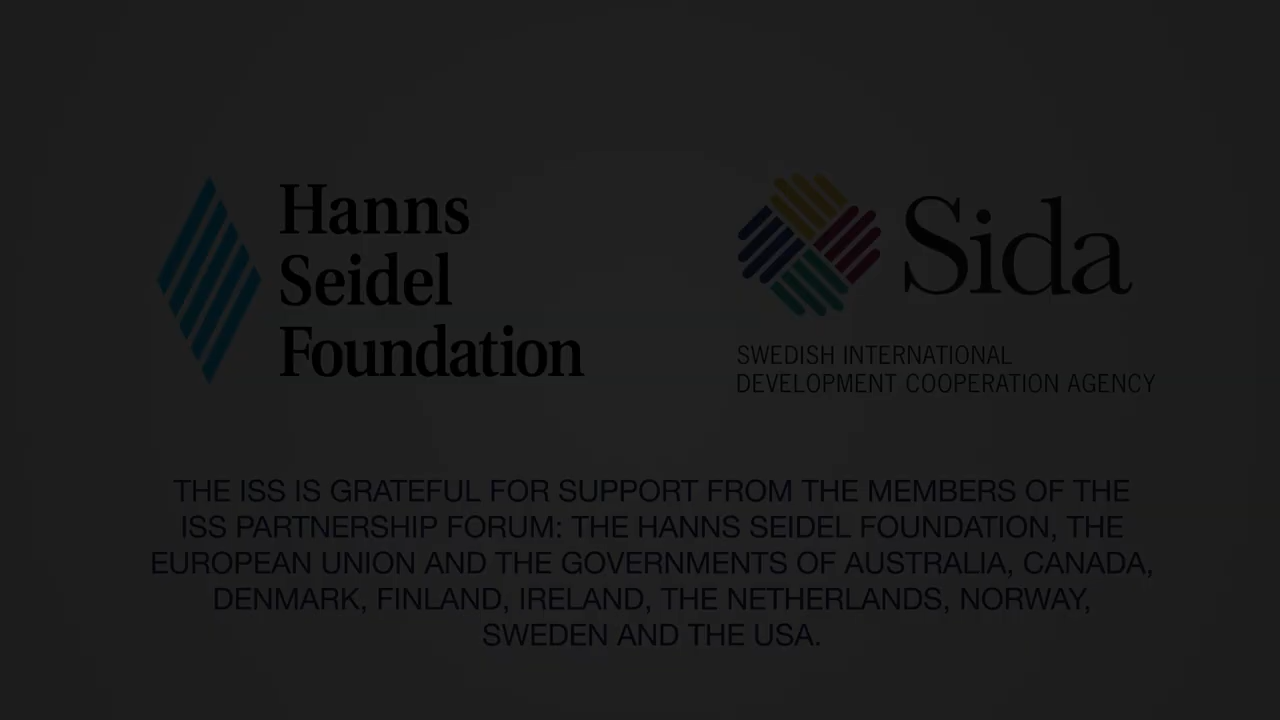 Hanns
Seidel
Foundation
Sida
SWEDISH INTERNATIONAL
DEVELOPMENT COOPERATION AGENCY
THE ISS IS GRATEFUL FOR SUPPORT FROM THE MEMBERS OF THE
ISS PARTNERSHIP FORUM: THE HANNS SEIDEL FOUNDATION, THE
EUROPEAN UNION AND THE GOVERNMENTS OF AUSTRALIA, CANADA,
DENMARK, FINLAND, IRELAND, THE NETHERLANDS, NORWAY,
SWEDEN AND THE USA.